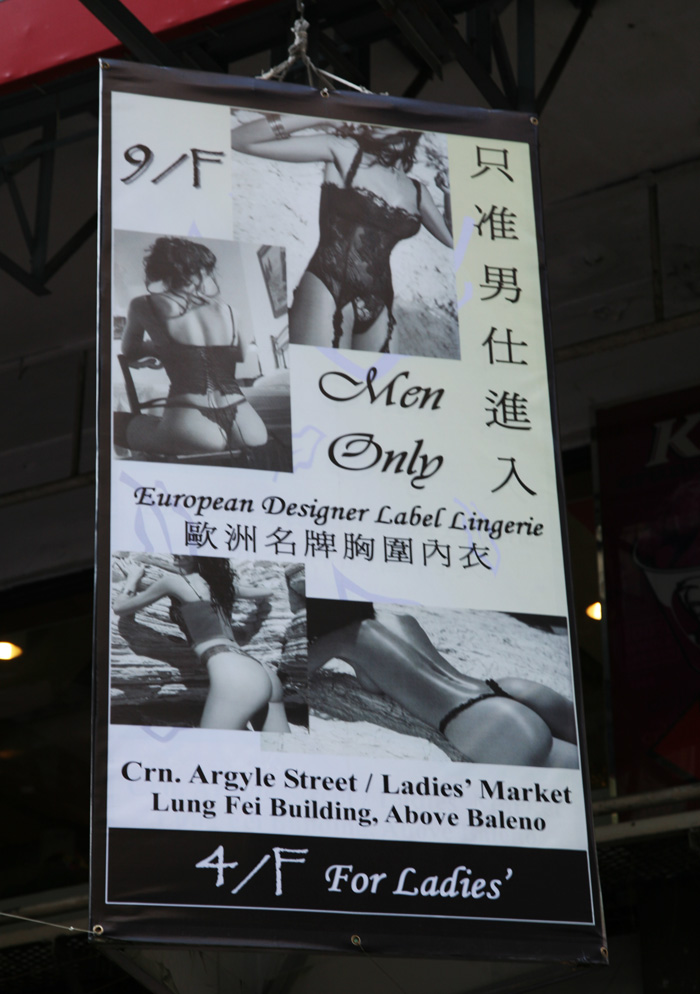 9/F
只准男仕進入
Men
Only
European Designer Label Lingerie
歐洲名牌胸圍內衣
Crn. Argyle Street / Ladies' Market
Lung Fei Building, Above Baleno
4/F For Ladies'
K